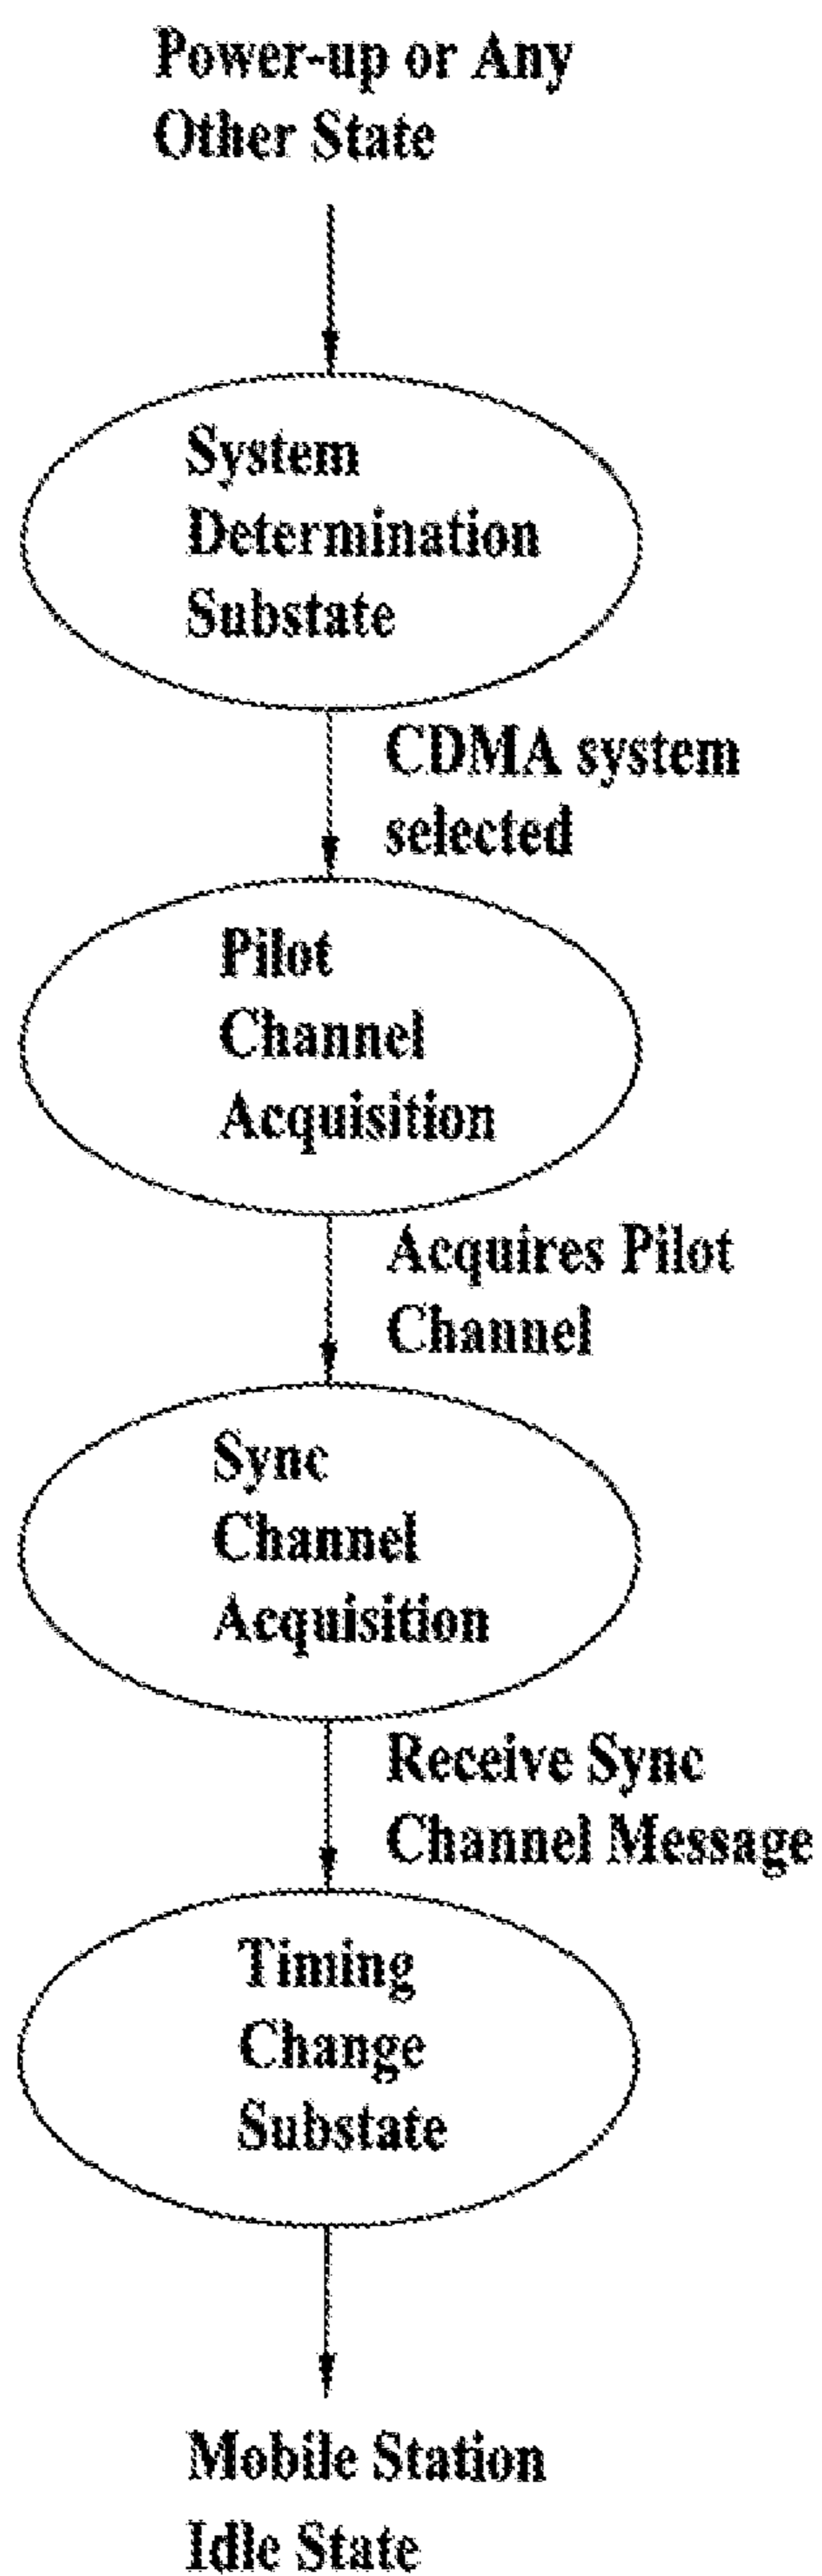 Power-up or Any
Other State
System
Determination
Substate
CDMA system
selected
Pilot
Channel
Acquisition
Acquires Pilot
Channel
Sync
Channel
Acquisition
Receive Sync
Channel Message
Timing
Change
Substate
Mobile Station
Idle State